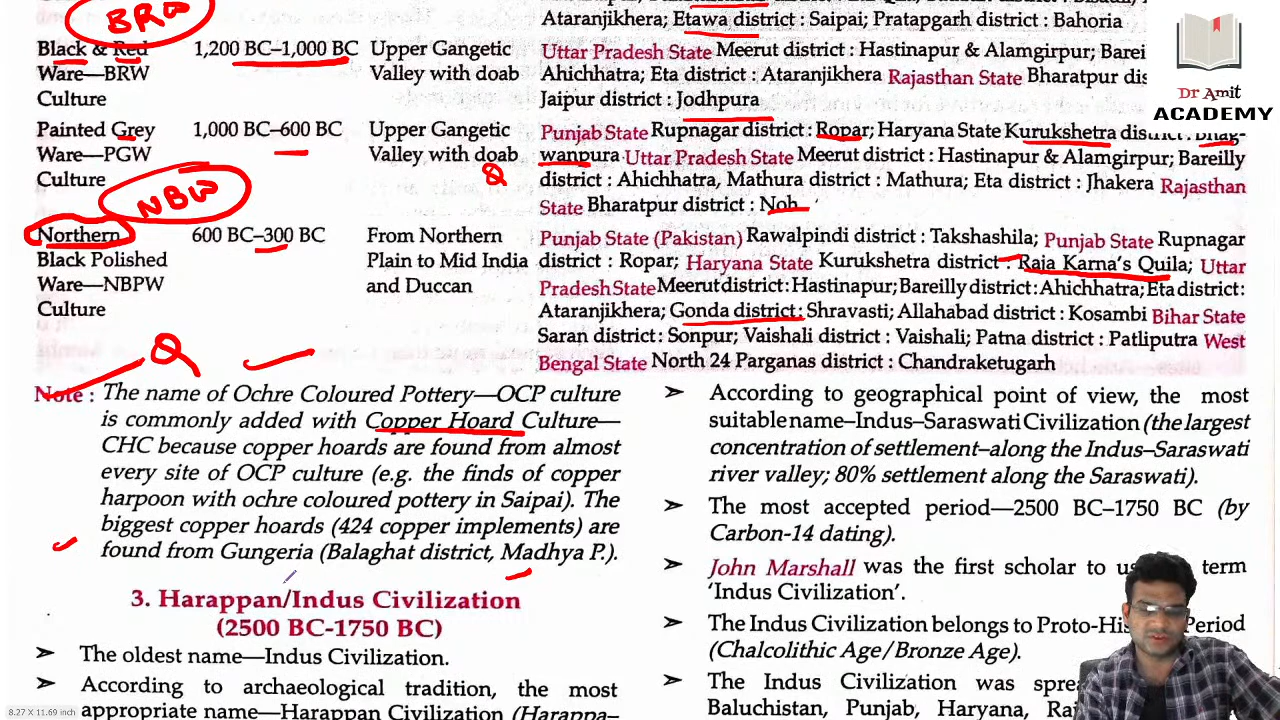 BRW
Ataranjikhera; Etawa district : Saipai; Pratapgarh district : Bahoria
Black & Red 1,200 BC–1,000 BC Upper Gangetic Uttar Pradesh State Meerut district : Hastinapur & Alamgirpur; Barei
Ware—BRW Valley with doab Ahichhatra; Eta district : Ataranjikhera Rajasthan State Bharatpur dis
Culture Jaipur district : Jodhpura
Painted Grey 1,000 BC–600 BC Upper Gangetic Punjab State Rupnagar district : Ropar; Haryana State Kurukshetra district : Bhag-
Ware—PGW Valley with doab wanpura Uttar Pradesh State Meerut district : Hastinapur & Alamgirpur; Bareilly
Culture district : Ahichhatra, Mathura district : Mathura; Eta district : Jhakera Rajasthan
State Bharatpur district : Noh
Q
NBW
Northern 600 BC–300 BC From Northern Punjab State (Pakistan) Rawalpindi district : Takshashila; Punjab State Rupnagar
Black Polished Plain to Mid India district : Ropar; Haryana State Kurukshetra district : Raja Karna's Quila; Uttar
Ware—NBPW and Duccan Pradesh State Meerut district : Hastinapur; Bareilly district : Ahichhatra; Eta district :
Culture Ataranjikhera; Gonda district : Shravasti; Allahabad district : Kosambi Bihar State
Saran district : Sonpur; Vaishali district : Vaishali; Patna district : Patliputra West
Bengal State North 24 Parganas district : Chandraketugarh
Q
Note : The name of Ochre Coloured Pottery—OCP culture
is commonly added with Copper Hoard Culture—
CHC because copper hoards are found from almost
every site of OCP culture (e.g. the finds of copper
harpoon with ochre coloured pottery in Saipai). The
biggest copper hoards (424 copper implements) are
found from Gungeria (Balaghat district, Madhya P.).
3. Harappan/Indus Civilization
(2500 BC-1750 BC)
➤ The oldest name—Indus Civilization.
➤ According to archaeological tradition, the most
appropriate name—Harappan Civilization (Harappa–
➤ According to geographical point of view, the most
suitable name–Indus–Saraswati Civilization (the largest
concentration of settlement–along the Indus–Saraswati
river valley; 80% settlement along the Saraswati).
➤ The most accepted period—2500 BC–1750 BC (by
Carbon-14 dating).
➤ John Marshall was the first scholar to term
'Indus Civilization'.
➤ The Indus Civilization belongs to Proto-His Period
(Chalcolithic Age/Bronze Age).
➤ The Indus Civilization was spre
Baluchistan, Punjab, Haryana, Raj
Dr Amit
ACADEMY
8.27 X 11.69 inch